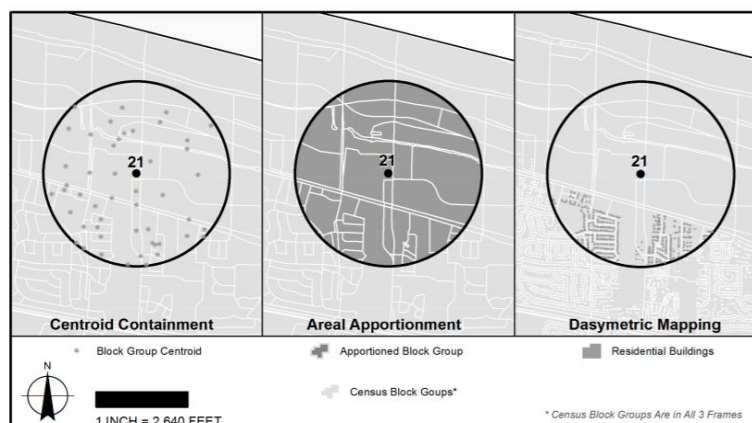 21
21
21
Centroid Containment
Areal Apportionment
Dasymetric Mapping
Block Group Centroid
Apportioned Block Group
Residential Buildings
N
Census Block Goups*
1 INCH = 2,640 FEET
* Census Block Groups Are in All 3 Frames